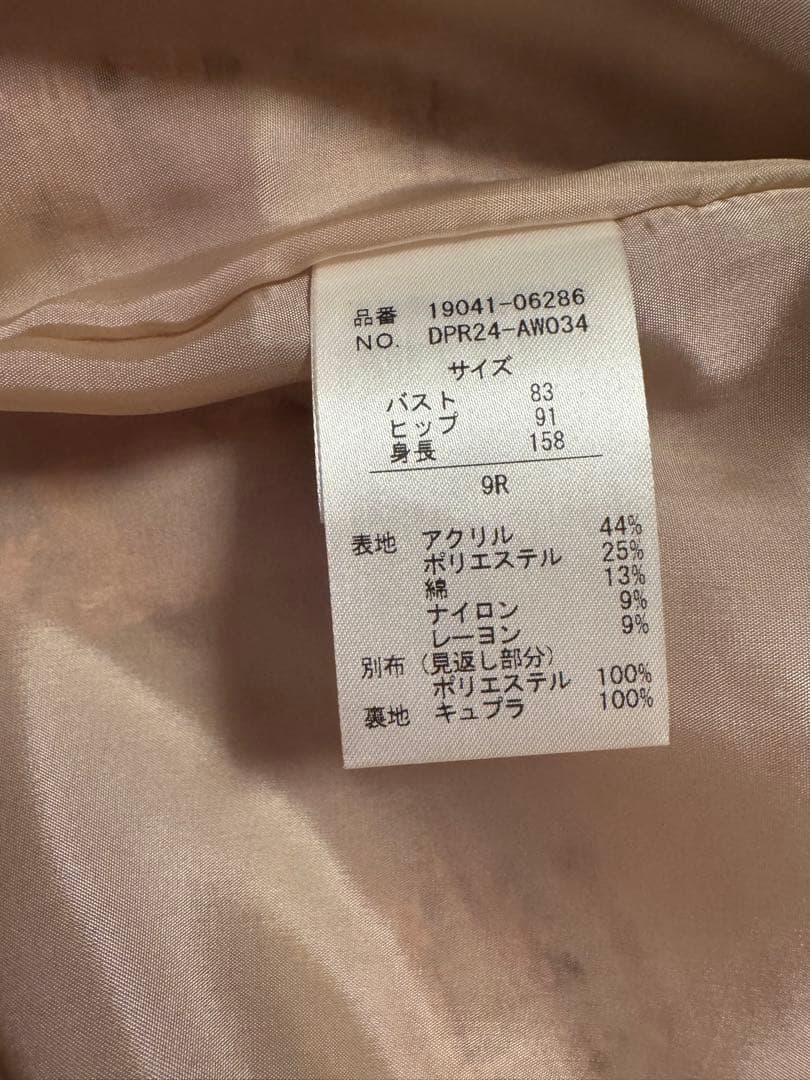 品番 19041-06286
NO. DPR24-AW034
サイズ
バスト 83
ヒップ 91
身長 158
9R
表地 アクリル 44%
ポリエステル 25%
綿 13%
ナイロン 9%
レーヨン 9%
別布 (見返し部分)
ポリエステル 100%
裏地 キュプラ 100%